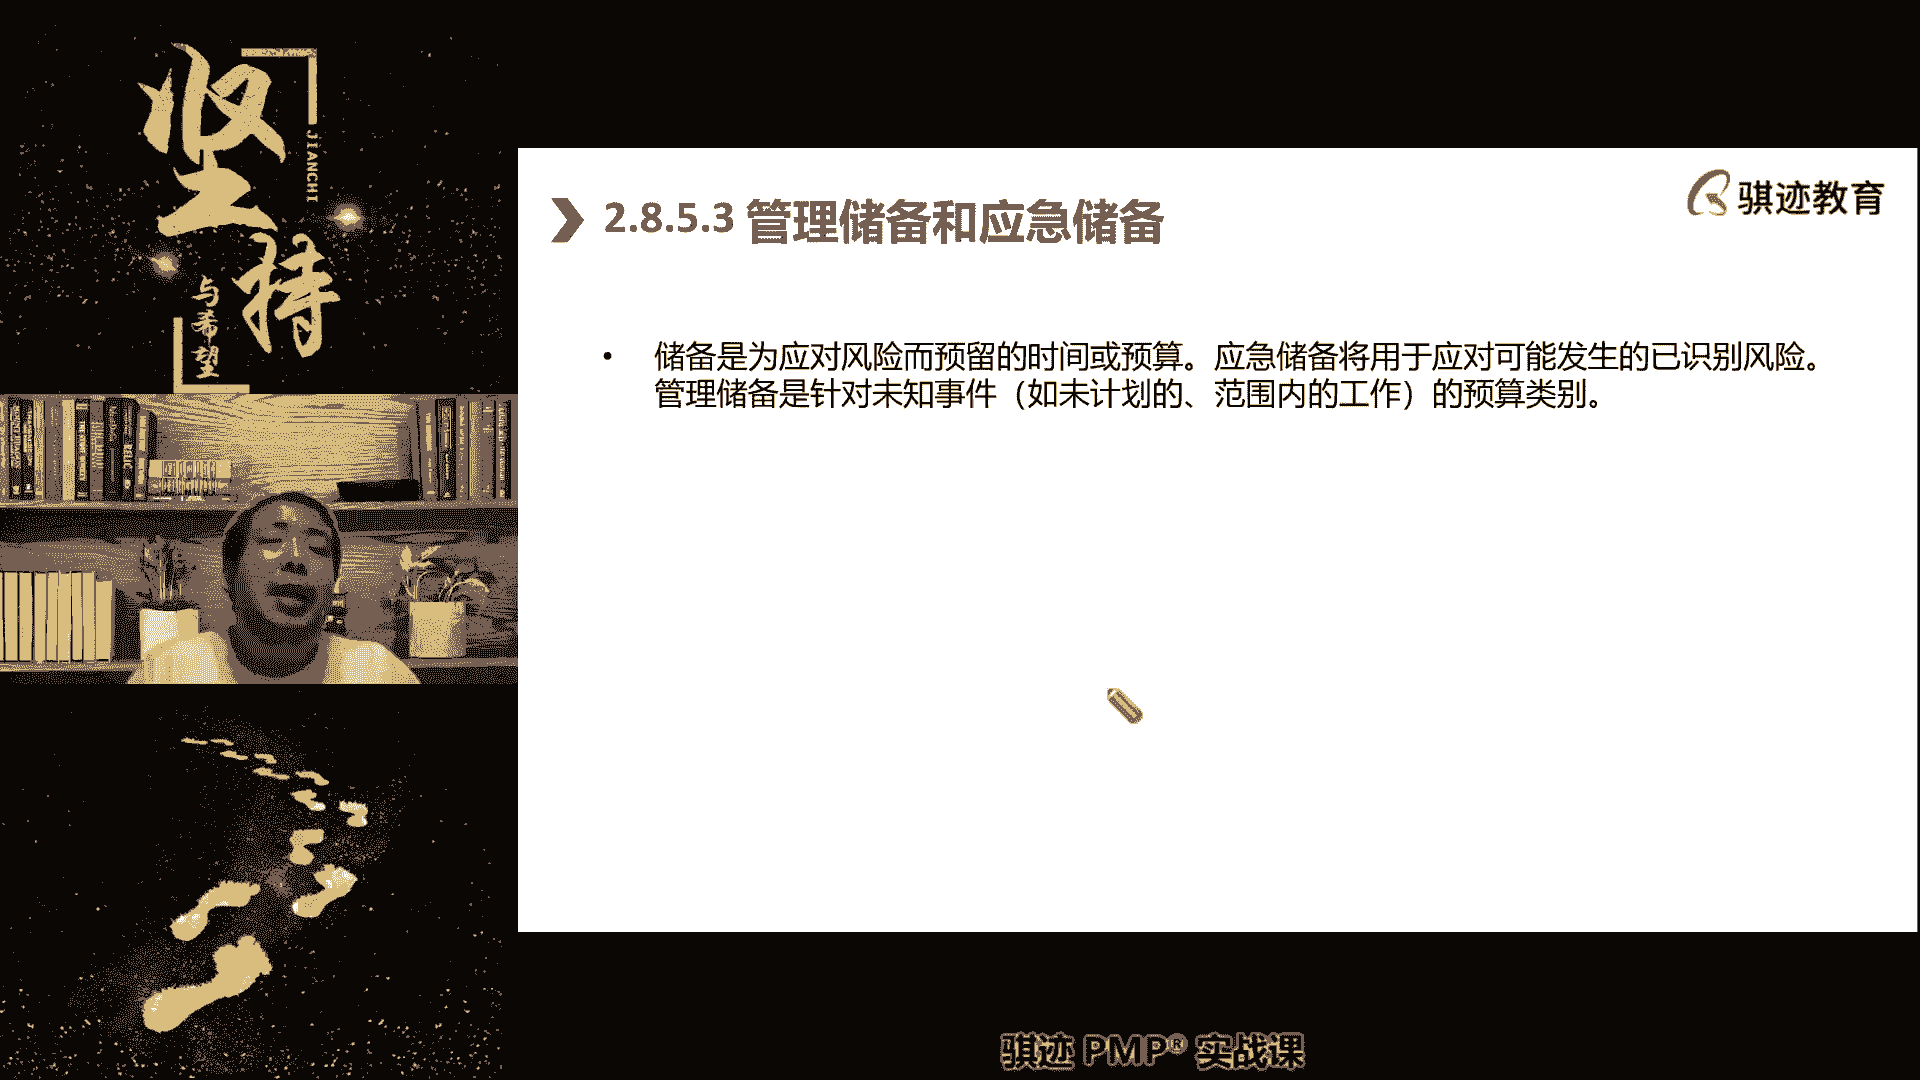 坚持
JIANCHI
与希望
骐迹教育
2.8.5.3 管理储备和应急储备
• 储备是为应对风险而预留的时间或预算。应急储备将用于应对可能发生的已识别风险。
管理储备是针对未知事件（如未计划的、范围内的工作）的预算类别。
骐迹 PMP® 实战课